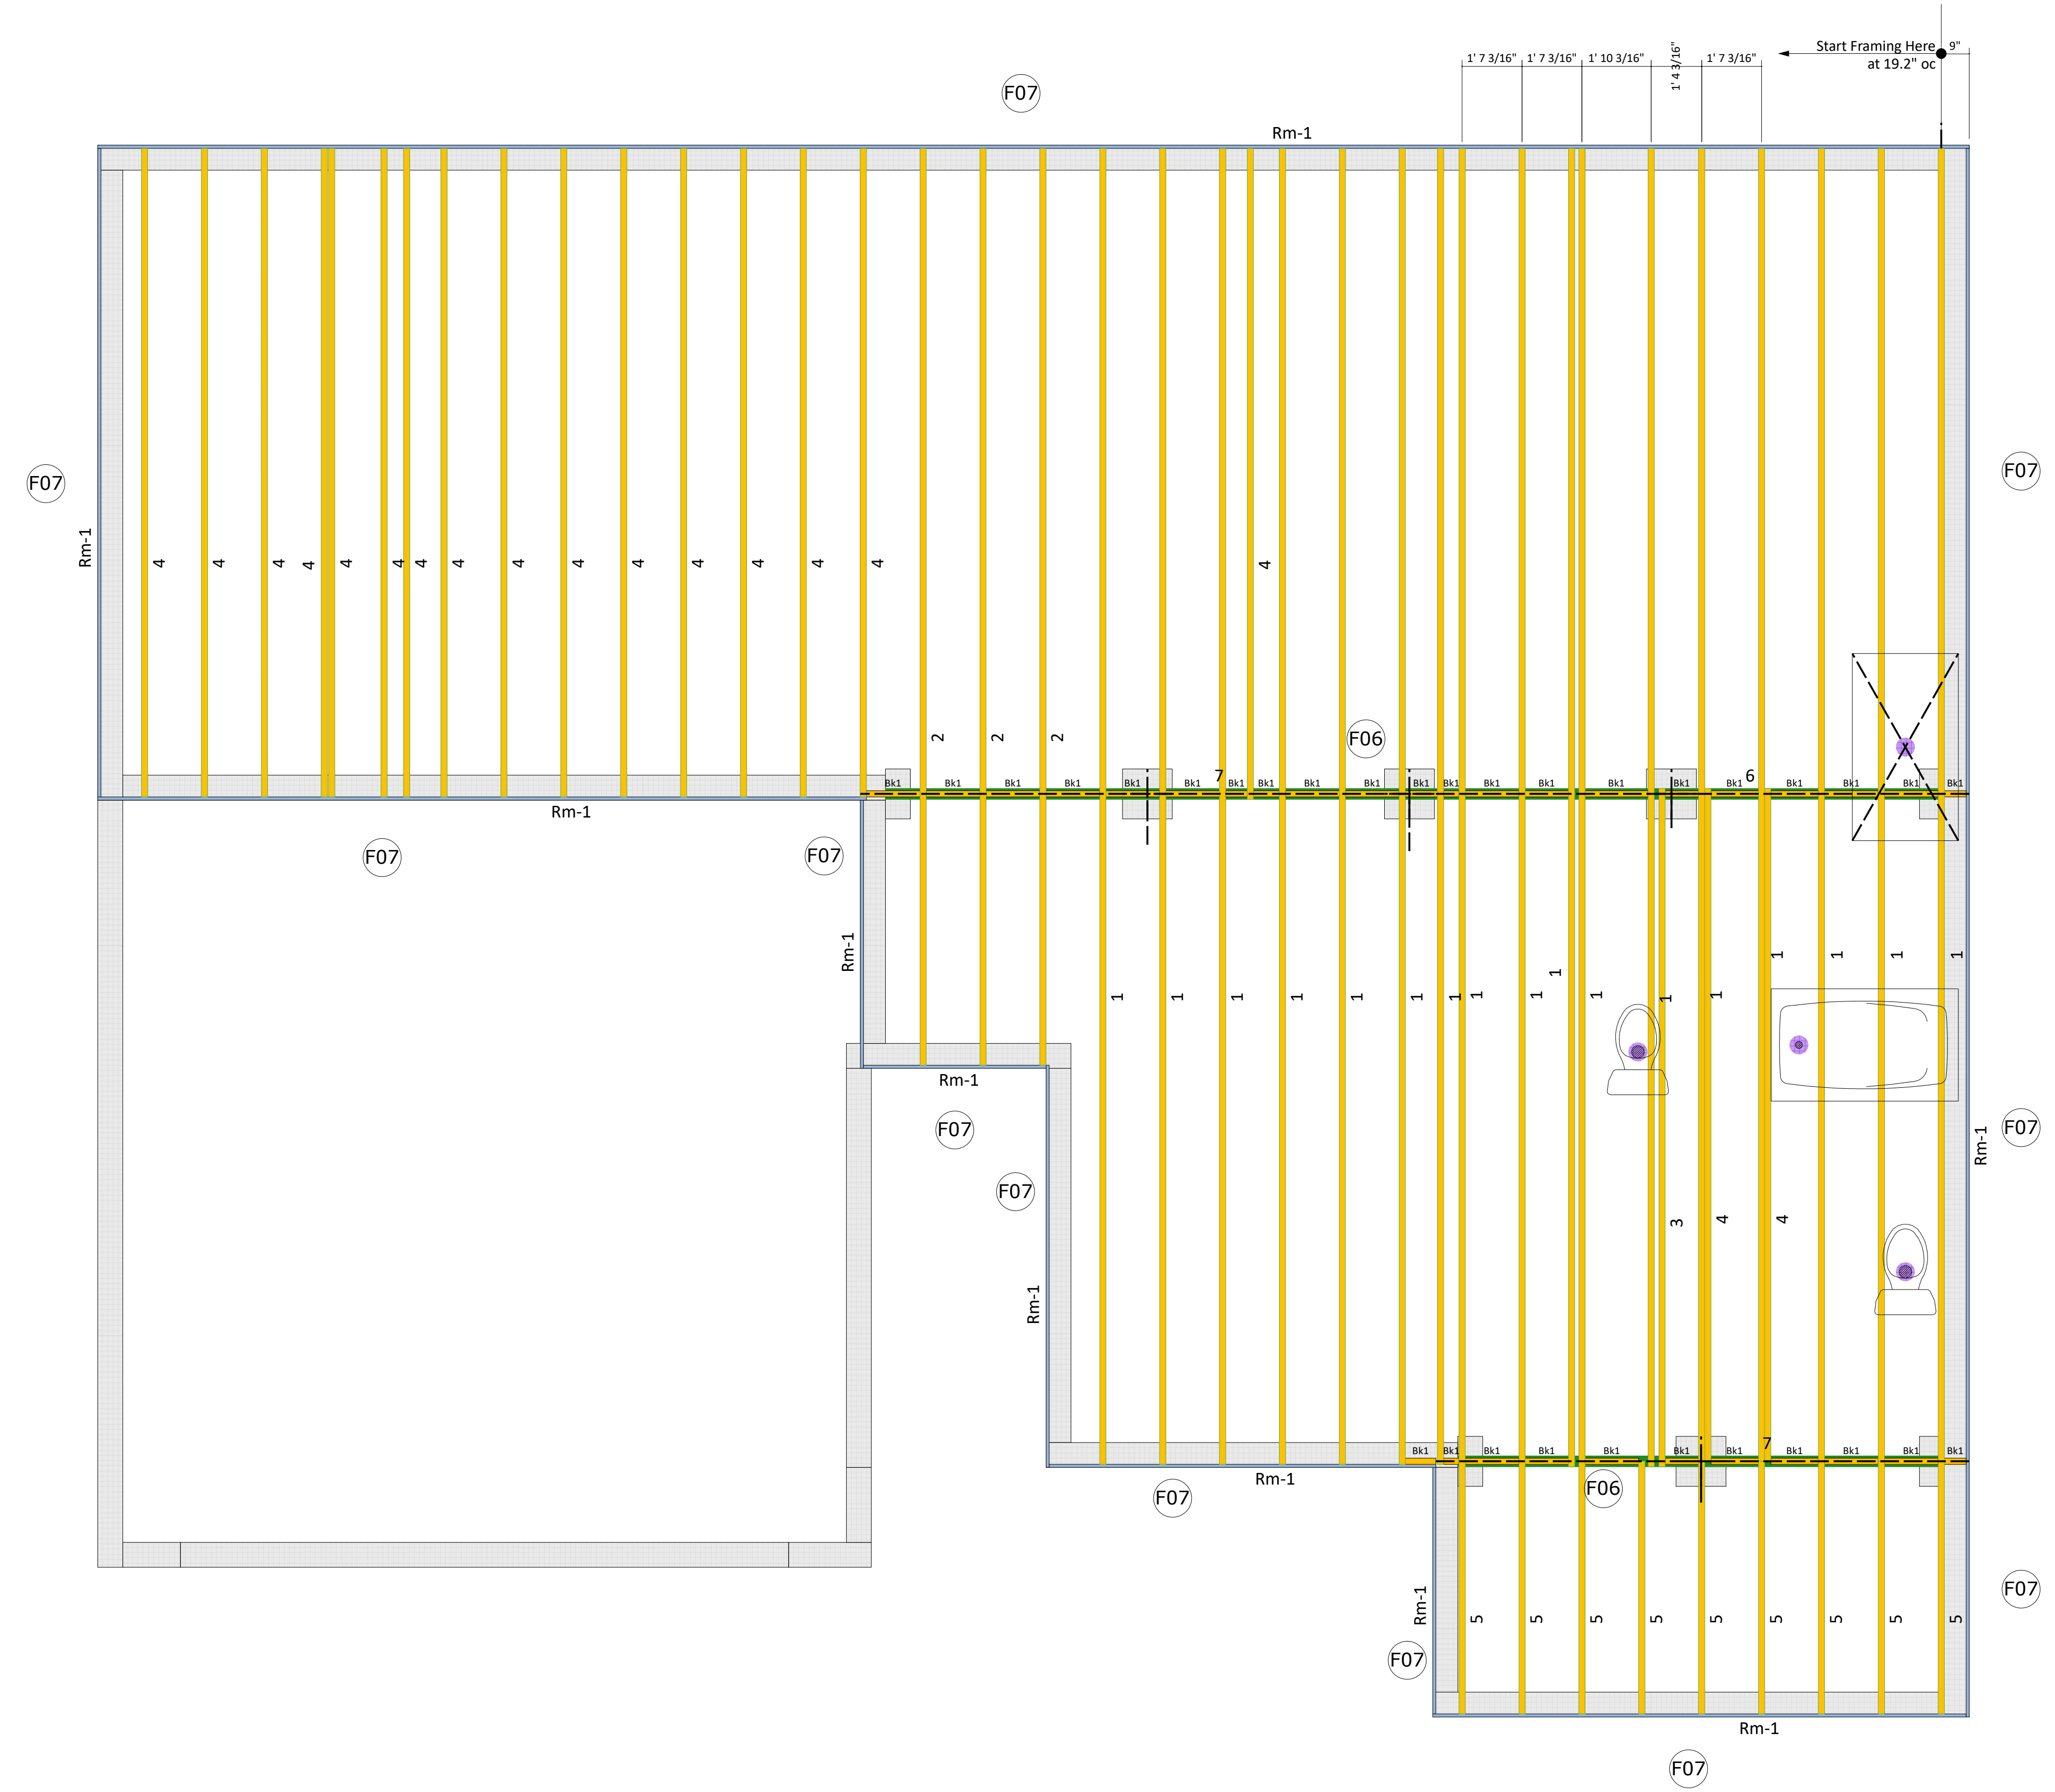 1' 7 3/16" 1' 7 3/16" 1' 10 3/16" 1' 4 3/16" 1' 7 3/16" 9"
Start Framing Here
at 19.2" oc
F07
Rm-1
F07 F07
Rm-1
4 4 4 4 4 4 4 4 4 4 4 4 4 4 4 4
2 2 2
F06
7 6
Bk1 Bk1 Bk1 Bk1 Bk1 Bk1 Bk1 Bk1 Bk1 Bk1 Bk1 Bk1 Bk1 Bk1 Bk1 Bk1 Bk1 Bk1 Bk1 Bk1
Rm-1
F07 F07
Rm-1
1 1 1 1
1
1 1 1 1 1 1 1 1 1 1 1 1
Rm-1
F07 F07
Rm-1
F07
3 4 4
Rm-1
7
Bk1 Bk1 Bk1 Bk1 Bk1 Bk1 Bk1 Bk1 Bk1 Bk1
Rm-1
F07 F06
F07
Rm-1
5 5 5 5 5 5 5 5 5
F07
Rm-1
F07